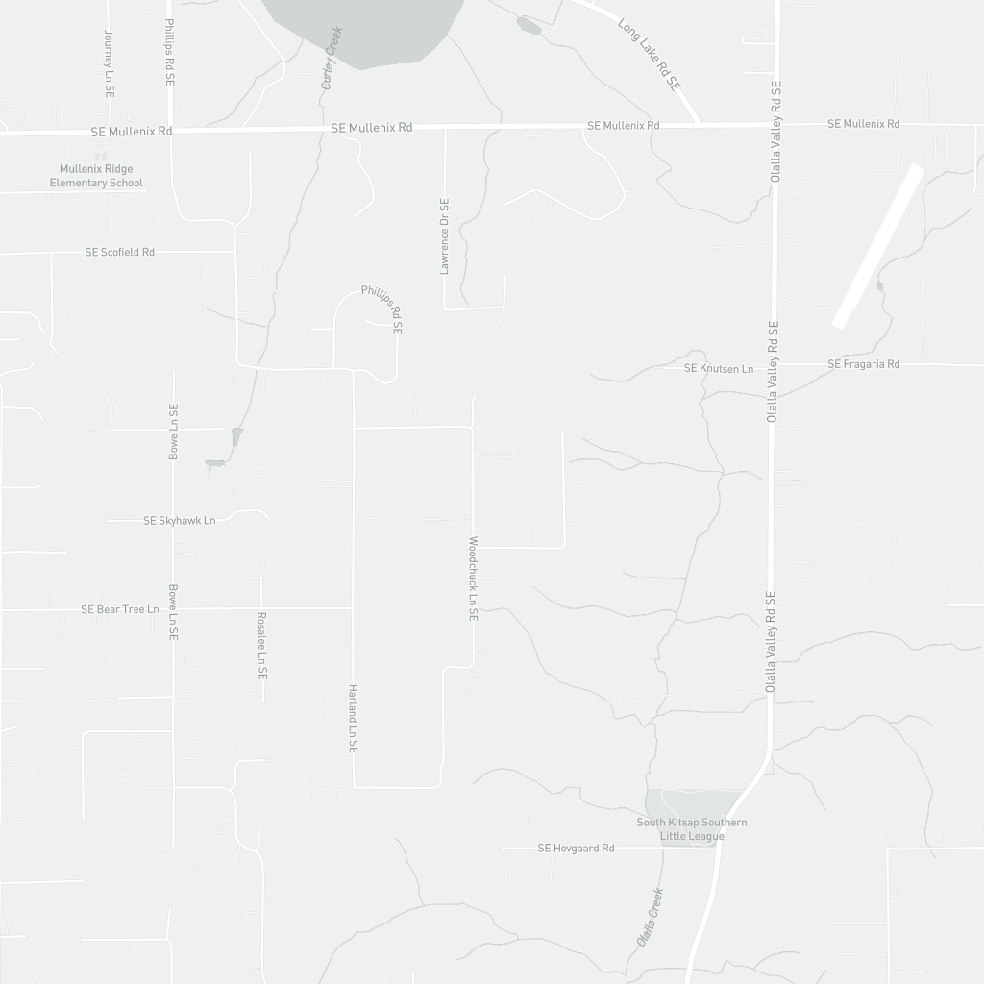 Curley Creek
Long Lake Rd SE
Phillips Rd SE
Journey Ln SE
Olalla Valley Rd SE
SE Mullenix Rd
SE Mullenix Rd
SE Mullenix Rd
SE Mullenix Rd
Mullenix Ridge
Elementary School
Lawrence Dr SE
SE Scofield Rd
Phillips Rd SE
Olalla Valley Rd SE
SE Knutsen Ln
SE Fragaria Rd
Bowe Ln SE
SE Skyhawk Ln
Woodchuck Ln SE
Bowe Ln SE
SE Bear Tree Ln
Rosalee Ln SE
Olalla Valley Rd SE
Harland Ln SE
South Kitsap Southern
Little League
SE Hovgaard Rd
Olalla Creek